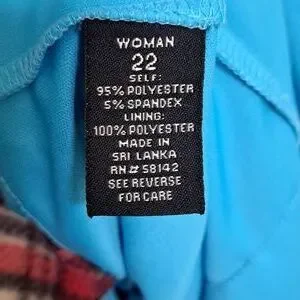 WOMAN
22
SELF:
95% POLYESTER
5% SPANDEX
LINING:
100% POLYESTER
MADE IN
SRI LANKA
RN# 58142
SEE REVERSE
FOR CARE